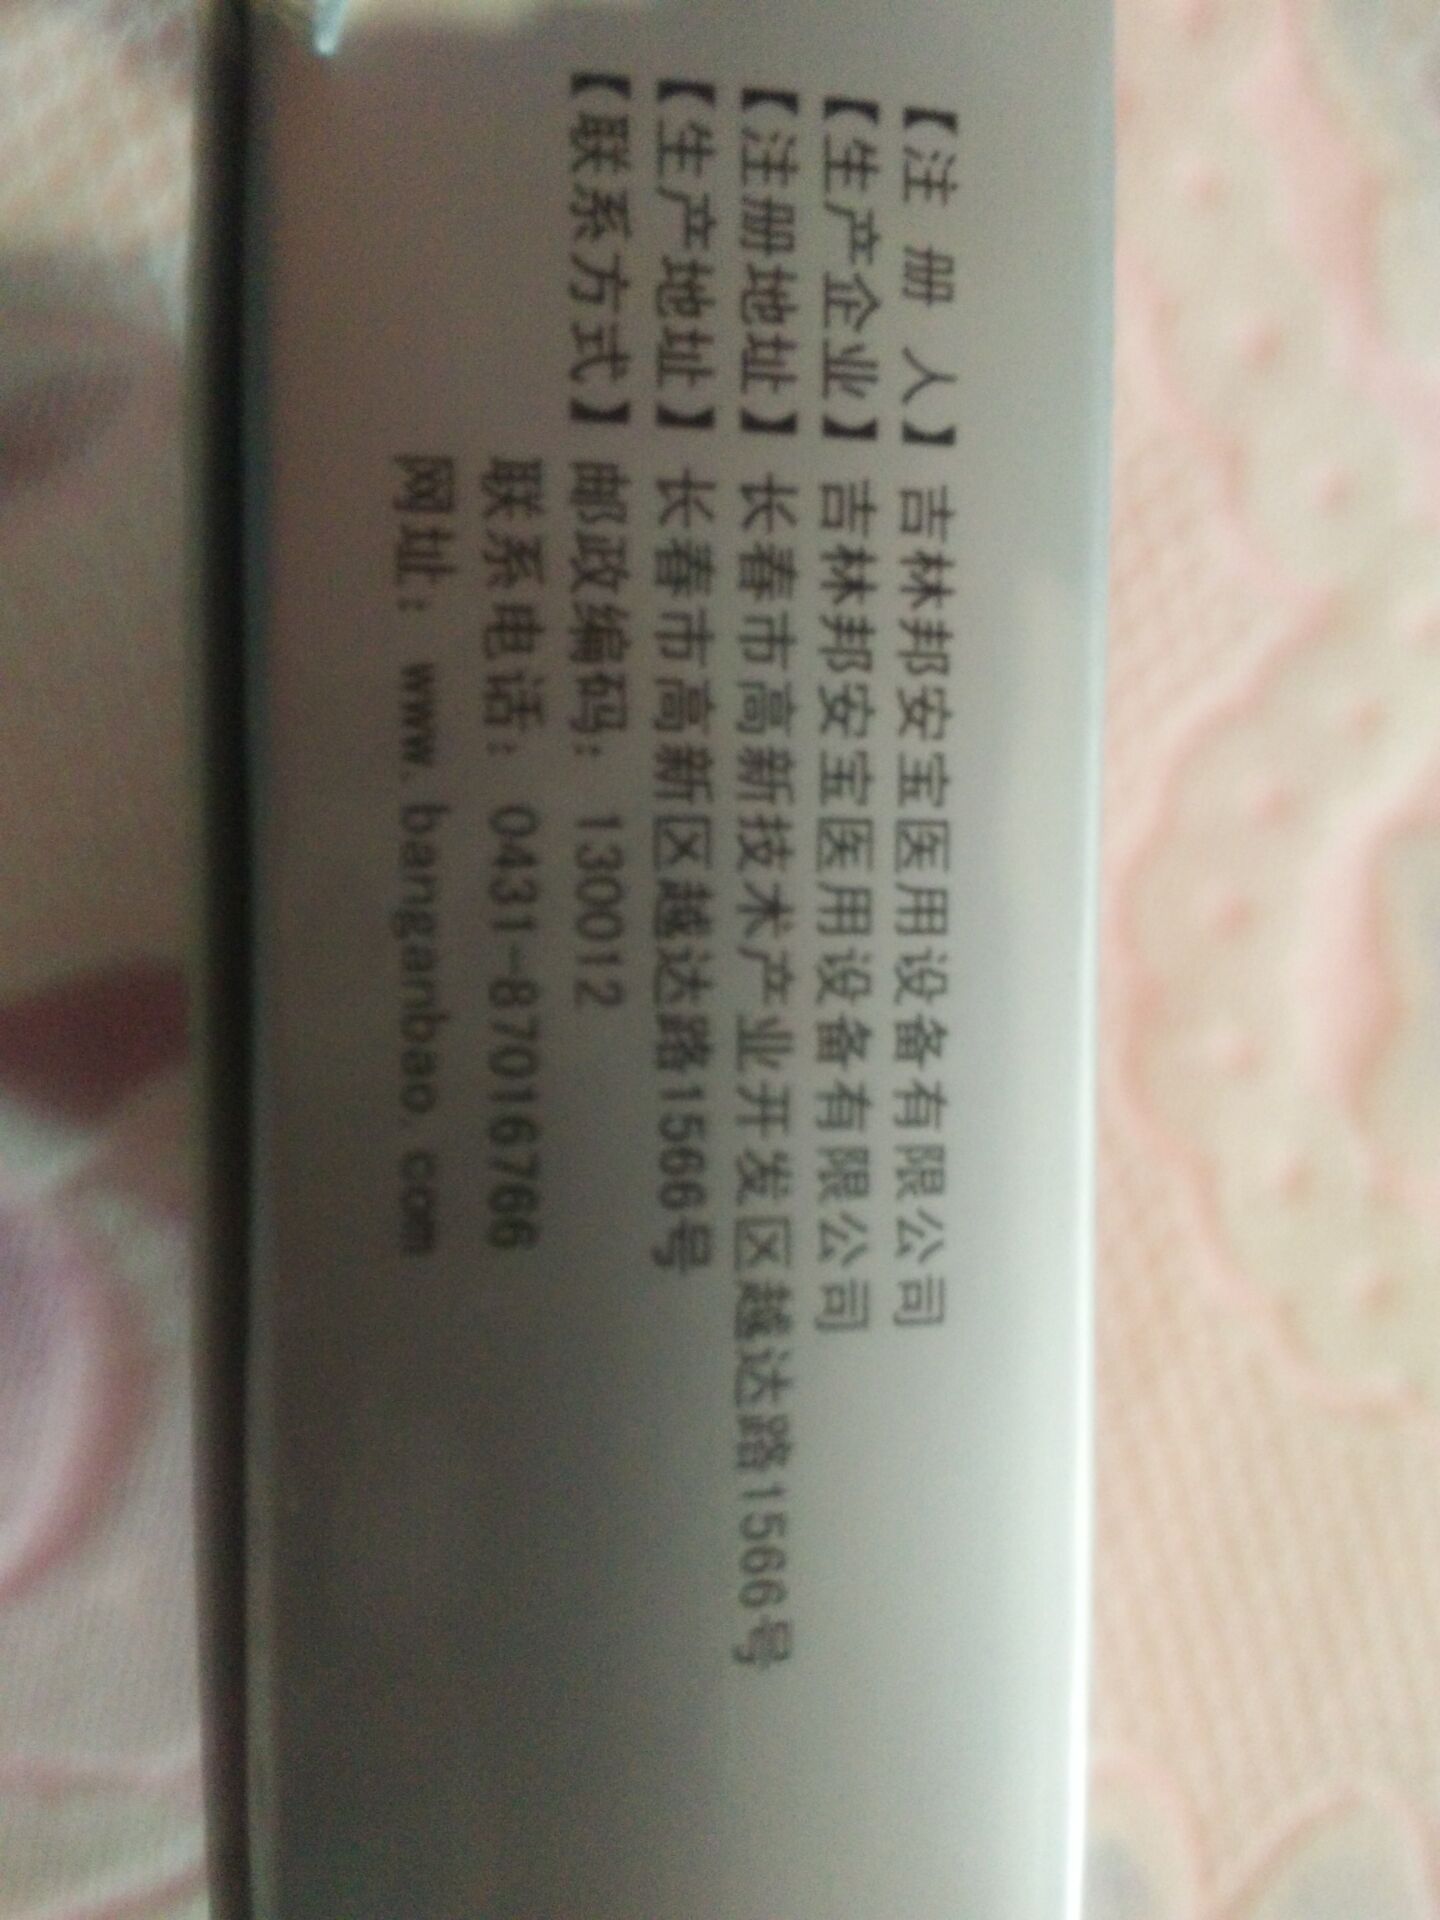 【注 册 人】吉林邦安宝医用设备有限公司
【生产企业】吉林邦安宝医用设备有限公司
【注册地址】长春市高新技术产业开发区越达路1566号
【生产地址】长春市高新区越达路1566号
【联系方式】邮政编码：130012
联系电话：0431-87016766
网址：www.banganbao.com